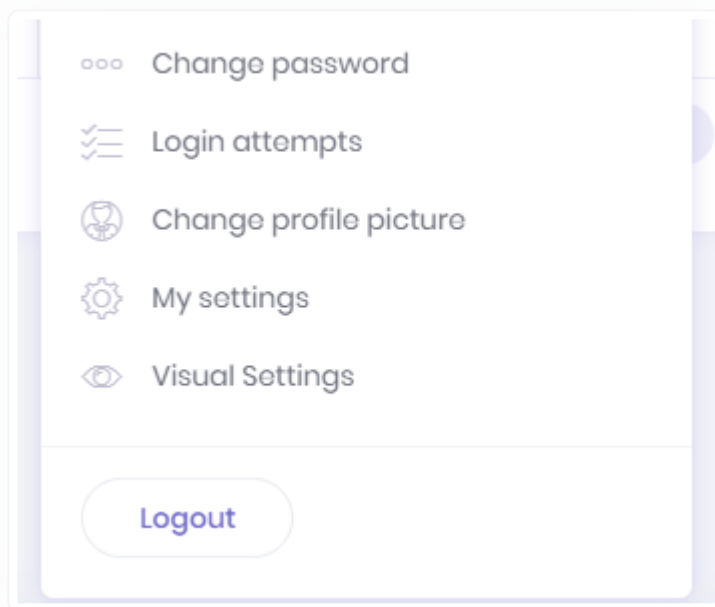 Change password
Login attempts
Change profile picture
My settings
Visual Settings
Logout